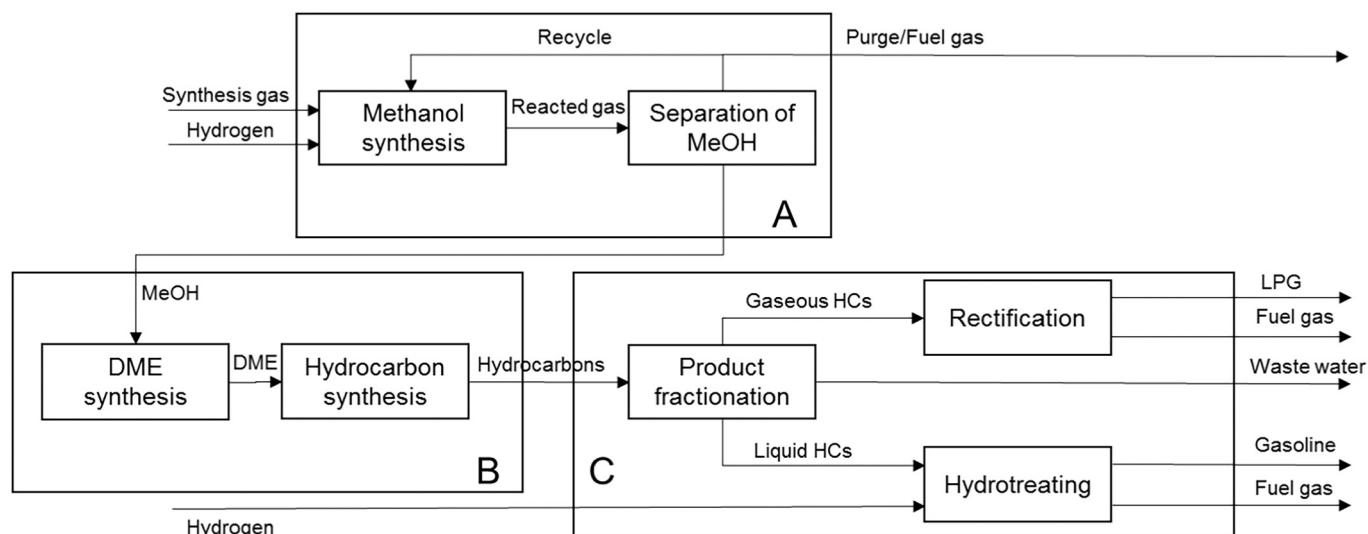 Recycle
Purge/Fuel gas
Synthesis gas
Hydrogen
Methanol
synthesis
Reacted gas
Separation of
MeOH
A
MeOH
DME
synthesis
DME
Hydrocarbon
synthesis
Hydrocarbons
B
C
Product
fractionation
Gaseous HCs
Rectification
LPG
Fuel gas
Waste water
Liquid HCs
Hydrotreating
Gasoline
Fuel gas
Hydrogen